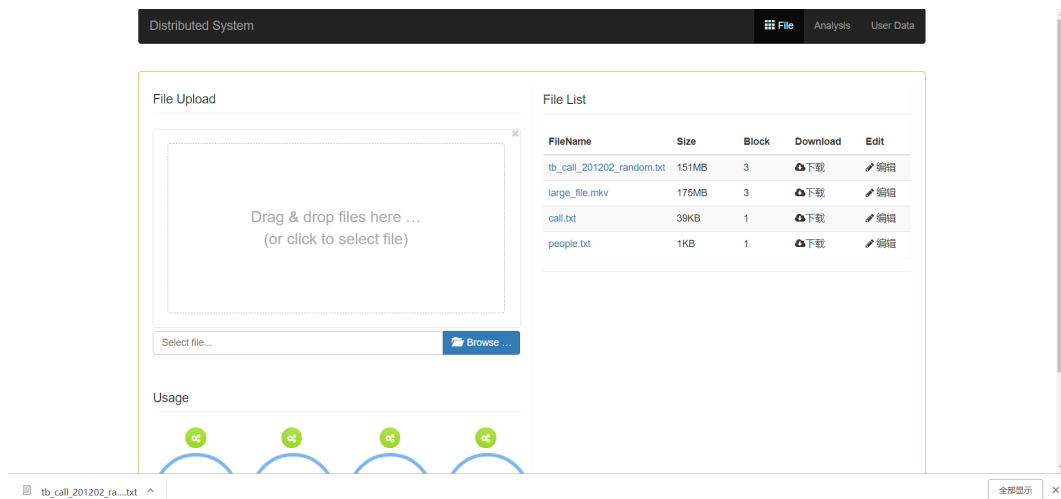 Distributed System
File Analysis User Data
File Upload
×
Drag & drop files here …
(or click to select file)
Select file...
Browse …
Usage
File List
FileName Size Block Download Edit
tb_call_201202_random.txt 151MB 3 下载 编辑
large_file.mkv 175MB 3 下载 编辑
call.txt 39KB 1 下载 编辑
people.txt 1KB 1 下载 编辑
tb_call_201202_ra....txt
全部显示 ×